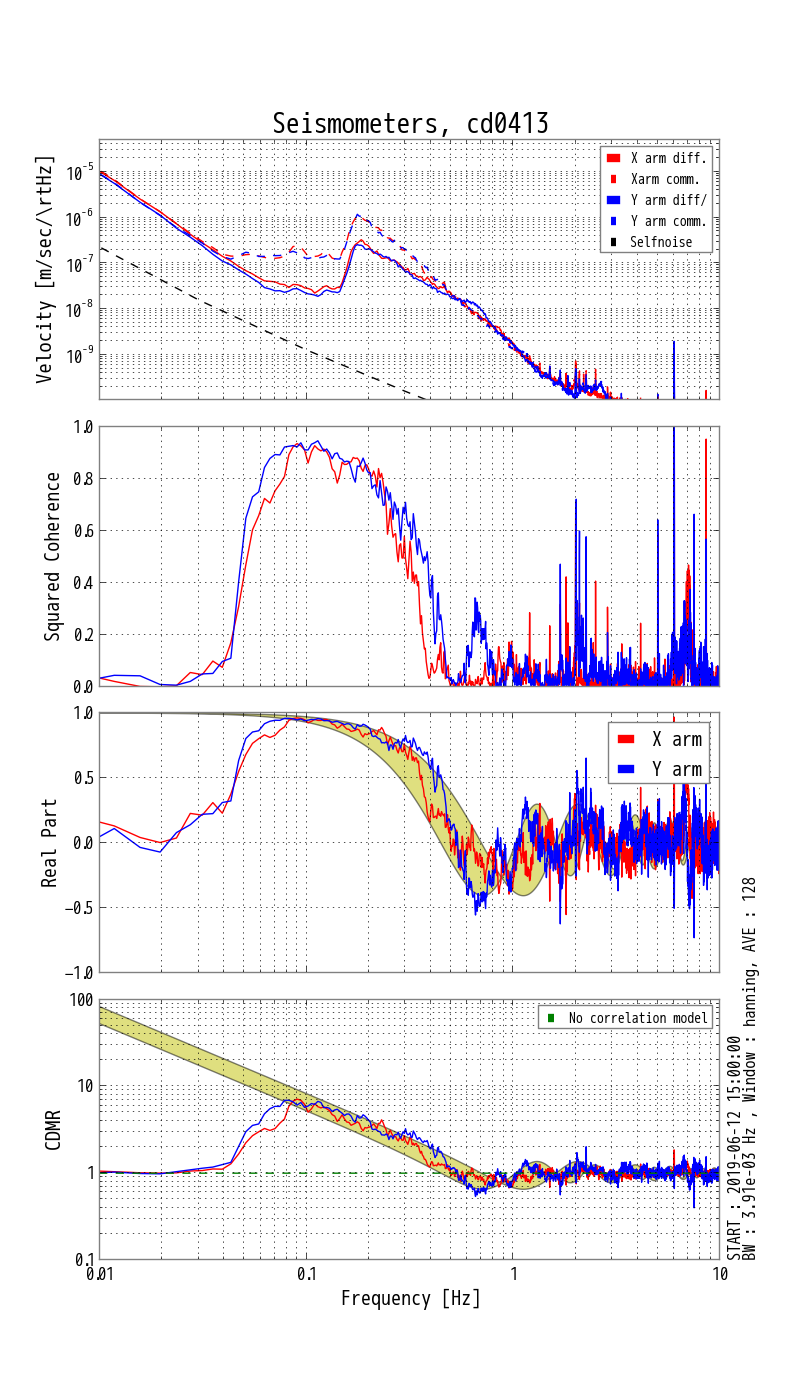 Seismometers, cd0413
Velocity [m/sec/\rtHz]
10^-5
10^-6
10^-7
10^-8
10^-9
X arm diff.
Xarm comm.
Y arm diff/
Y arm comm.
Selfnoise
Squared Coherence
1.0
0.8
0.6
0.4
0.2
0.0
Real Part
1.0
0.5
0.0
−0.5
−1.0
X arm
Y arm
CDMR
100
10
1
0.1
No correlation model
0.01
0.1
1
10
Frequency [Hz]
START : 2019-06-12 15:00:00
BW : 3.91e-03 Hz , Window : hanning, AVE : 128